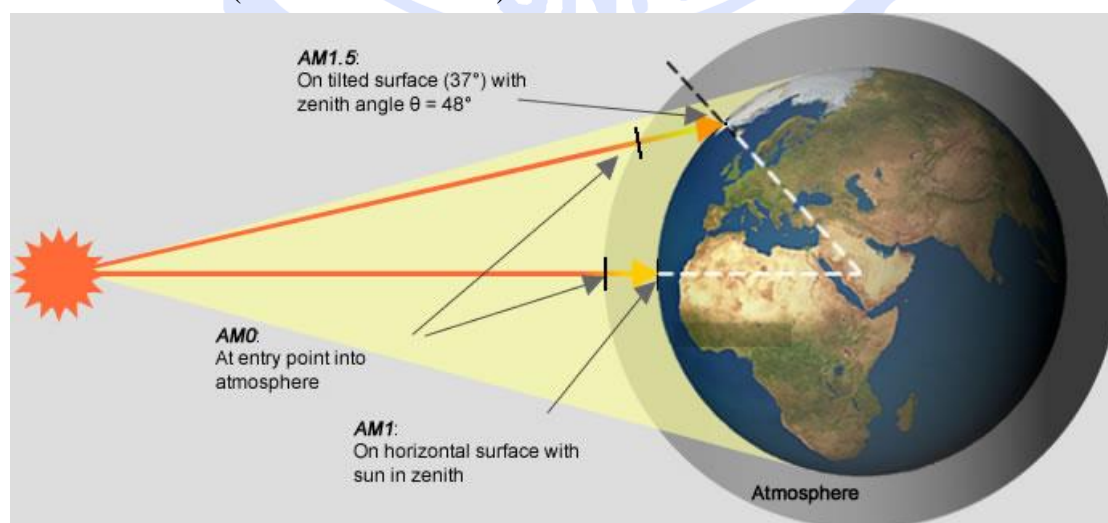 AM1.5:
On tilted surface (37°) with
zenith angle θ = 48°
AM0:
At entry point into
atmosphere
AM1:
On horizontal surface with
sun in zenith
Atmosphere